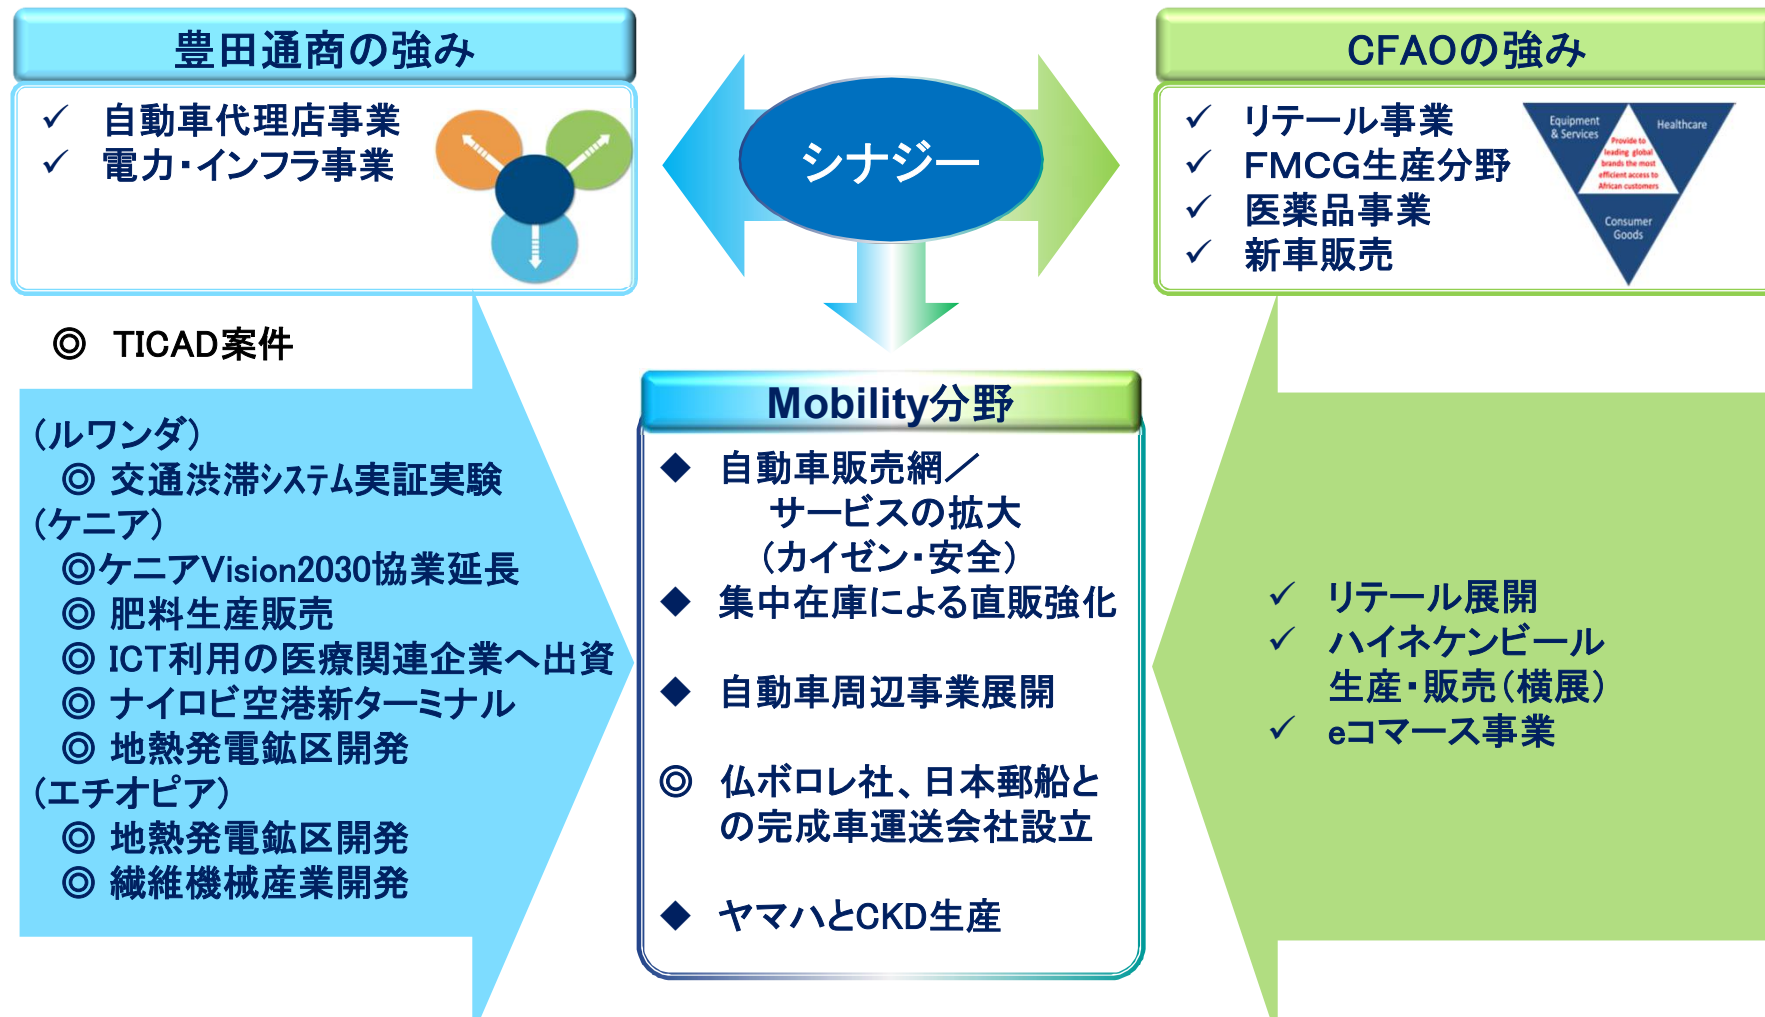 豊田通商の強み
✓ 自動車代理店事業
✓ 電力・インフラ事業
シナジー
CFAOの強み
✓ リテール事業
✓ FMCG生産分野
✓ 医薬品事業
✓ 新車販売
Equipment
& Services
Healthcare
Provide to
leading global
brands the most
efficient access to
African customers
Consumer
Goods
◎ TICAD案件
(ルワンダ)
◎ 交通渋滞ｼｽﾃﾑ実証実験
(ケニア)
◎ケニアVision2030協業延長
◎ 肥料生産販売
◎ ICT利用の医療関連企業へ出資
◎ ナイロビ空港新ターミナル
◎ 地熱発電鉱区開発
(エチオピア)
◎ 地熱発電鉱区開発
◎ 繊維機械産業開発
Mobility分野
◆ 自動車販売網／
サービスの拡大
(カイゼン・安全)
◆ 集中在庫による直販強化
◆ 自動車周辺事業展開
◎ 仏ボロレ社、日本郵船と
の完成車運送会社設立
◆ ヤマハとCKD生産
✓ リテール展開
✓ ハイネケンビール
生産・販売(横展)
✓ eコマース事業